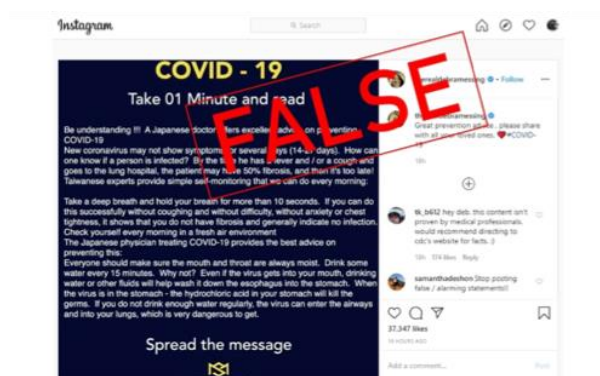 Instagram
Search
COVID - 19
Take 01 Minute and read
Be understanding !!! A Japanese doctor offers excellent advice on preventing
COVID-19
New coronavirus may not show symptoms for several days (14-27 days). How can
one know if a person is infected? By the time he has a fever and / or a cough and
goes to the lung hospital, the patient may have 50% fibrosis, and then it's too late!
Taiwanese experts provide simple self-monitoring that we can do every morning:
Take a deep breath and hold your breath for more than 10 seconds. If you can do
this successfully without coughing and without difficulty, without anxiety or chest
tightness, it shows that you do not have fibrosis and generally indicate no infection.
Check yourself every morning in a fresh air environment
The Japanese physician treating COVID-19 provides the best advice on
preventing this:
Everyone should make sure the mouth and throat are always moist. Drink some
water every 15 minutes. Why not? Even if the virus gets into your mouth, drinking
water or other fluids will help wash it down the esophagus into the stomach. When
the virus is in the stomach - the hydrochloric acid in your stomach will kill the
germs. If you do not drink enough water regularly, the virus can enter the airways
and into your lungs, which is very dangerous to get.
Spread the message
FALSE
therealdebramessing • Follow
Great prevention advice . please share
with all your loved ones. ❤️#COVID-
18h
tk_b612 hey deb. this content isn't
proven by medical professionals.
would recommend directing to
cdc's website for facts. :)
18h 174 likes Reply
samanthadeshon Stop posting
false / alarming statements!!
37,347 likes
Add a comment...
Post